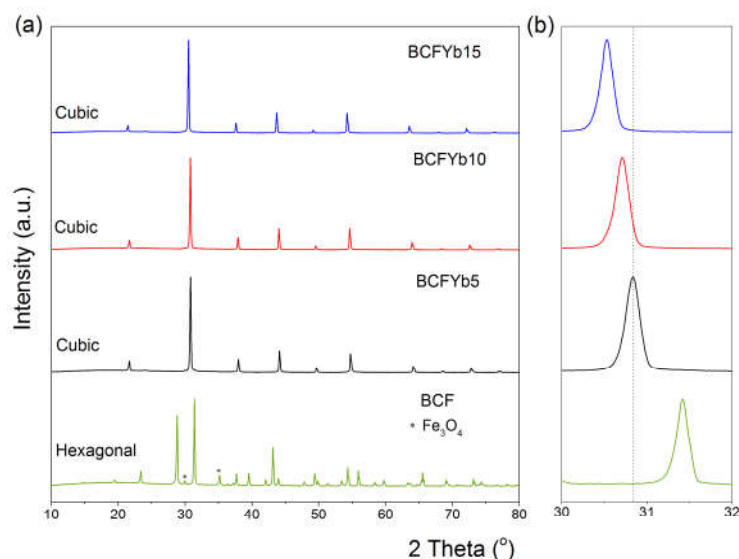 (a)
(b)
BCFYb15
Cubic
BCFYb10
Cubic
BCFYb5
Cubic
BCF
* Fe₃O₄
Hexagonal
*
*
Intensity (a.u.)
10 20 30 40 50 60 70 80
30 31 32
2 Theta (°)